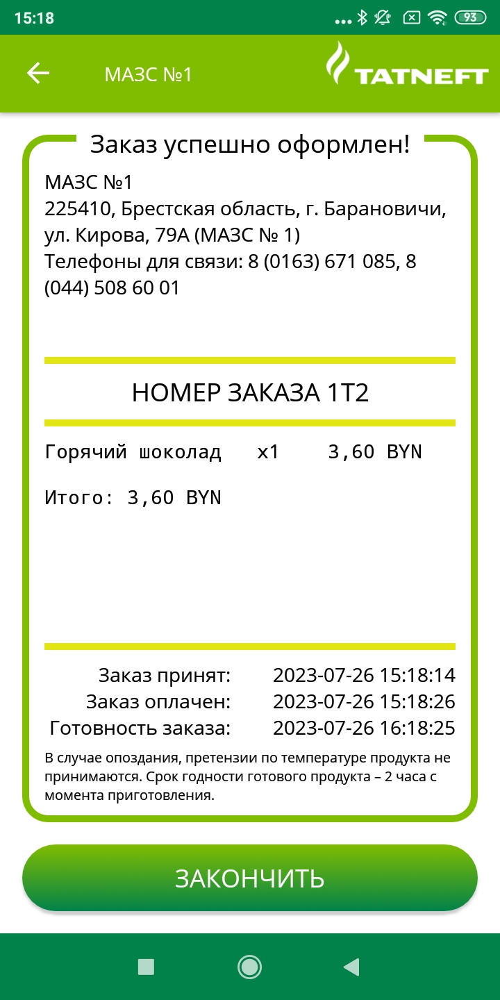 15:18
93
МАЗС №1
TATNEFT
Заказ успешно оформлен!
МАЗС №1
225410, Брестская область, г. Барановичи,
ул. Кирова, 79А (МАЗС № 1)
Телефоны для связи: 8 (0163) 671 085, 8
(044) 508 60 01
НОМЕР ЗАКАЗА 1Т2
Горячий шоколад x1 3,60 BYN
Итого: 3,60 BYN
Заказ принят: 2023-07-26 15:18:14
Заказ оплачен: 2023-07-26 15:18:26
Готовность заказа: 2023-07-26 16:18:25
В случае опоздания, претензии по температуре продукта не
принимаются. Срок годности готового продукта – 2 часа с
момента приготовления.
ЗАКОНЧИТЬ